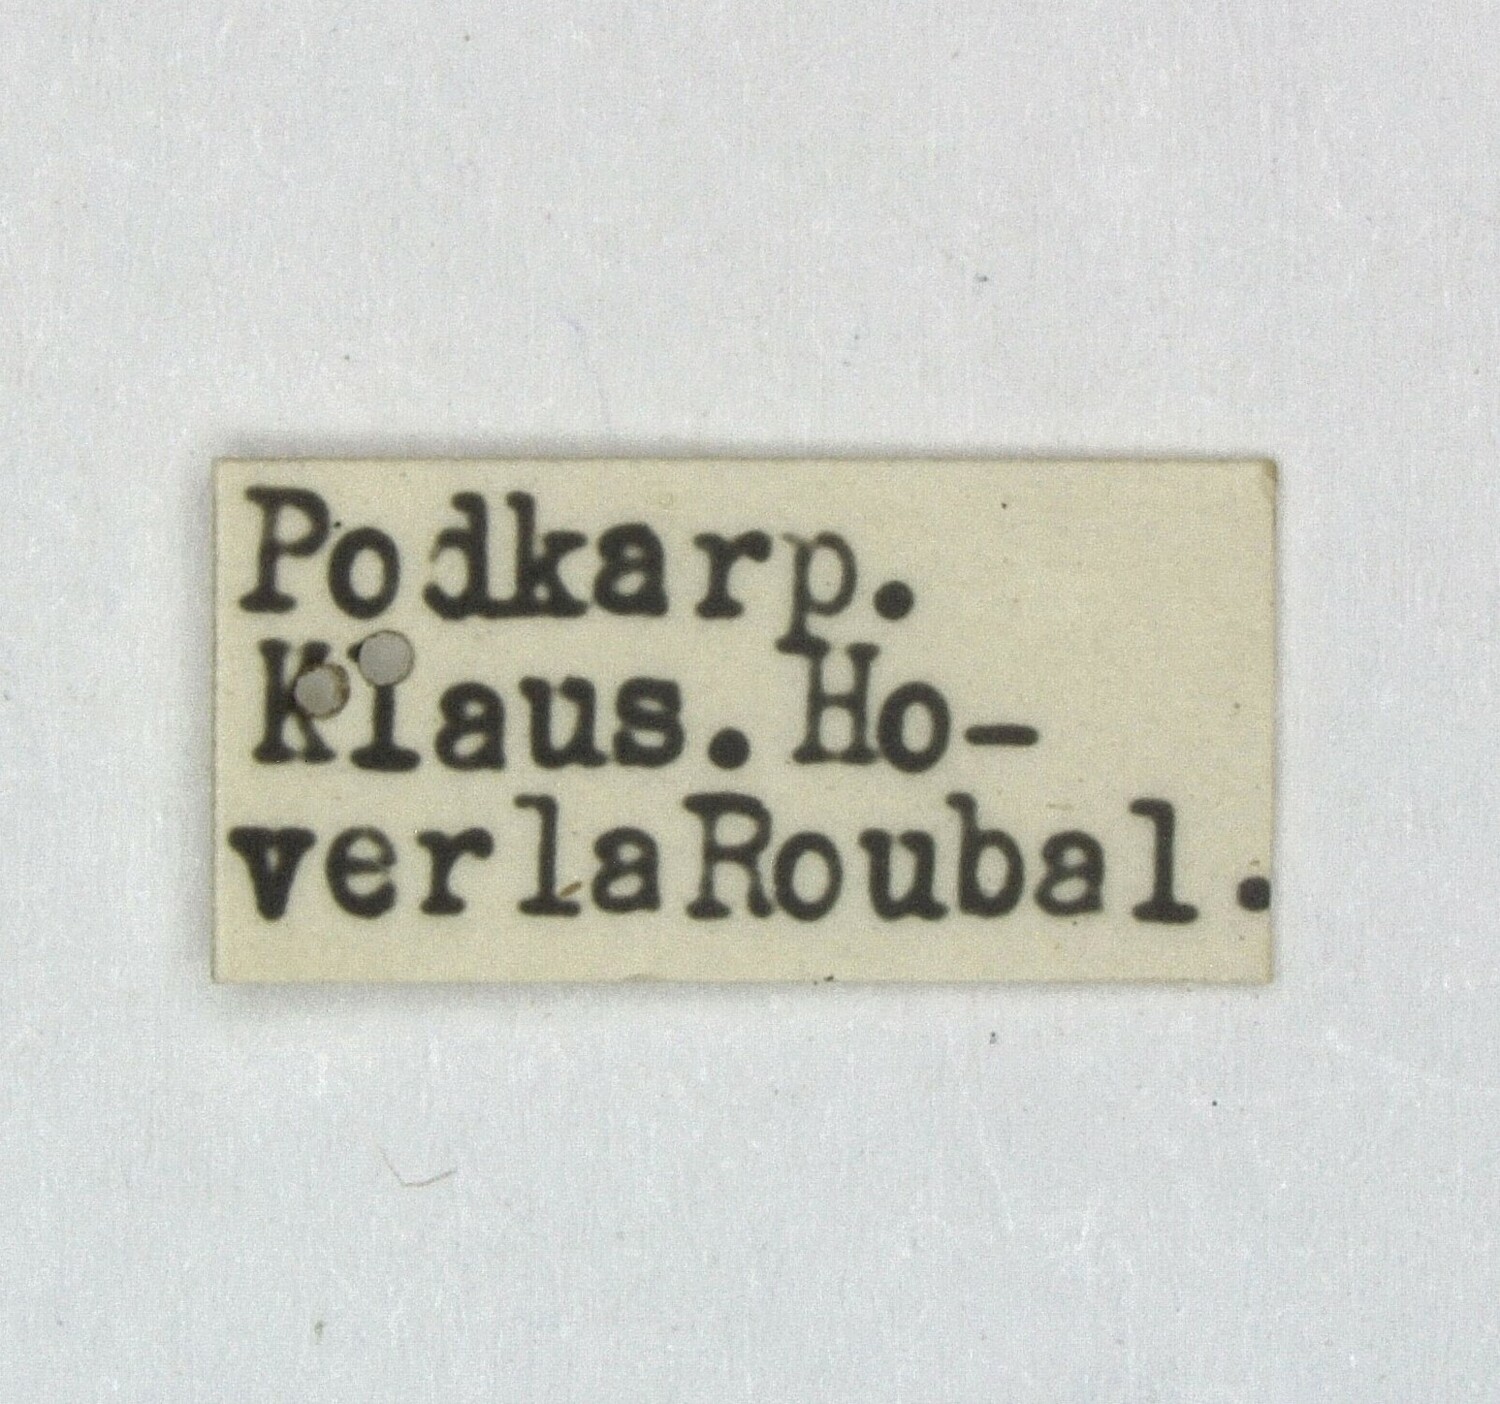 Podkarp.
Klaus. Ho-
verla Roubal.